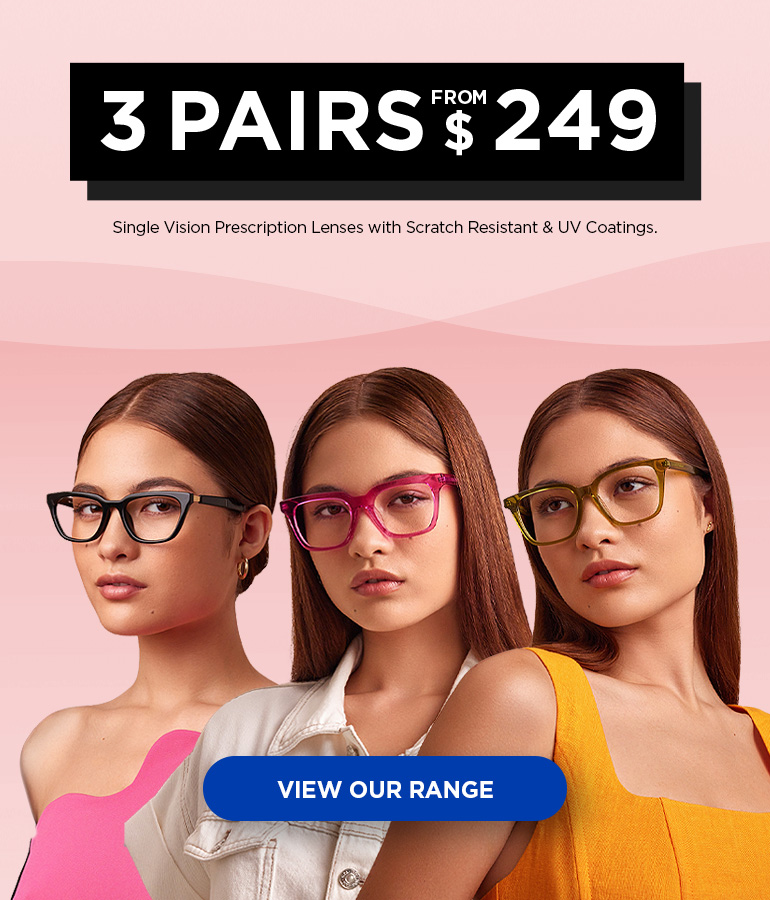 3 PAIRS FROM $249
Single Vision Prescription Lenses with Scratch Resistant & UV Coatings.
VIEW OUR RANGE